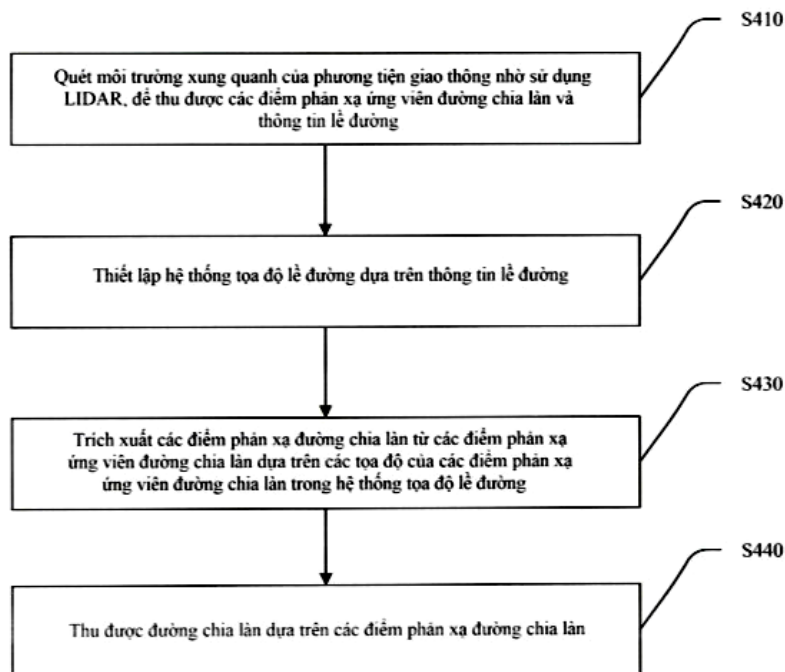 S410
Quét môi trường xung quanh của phương tiện giao thông nhờ sử dụng
LIDAR, để thu được các điểm phản xạ ứng viên đường chia làn và
thông tin lề đường
S420
Thiết lập hệ thống tọa độ lề đường dựa trên thông tin lề đường
S430
Trích xuất các điểm phản xạ đường chia làn từ các điểm phản xạ
ứng viên đường chia làn dựa trên các tọa độ của các điểm phản xạ
ứng viên đường chia làn trong hệ thống tọa độ lề đường
S440
Thu được đường chia làn dựa trên các điểm phản xạ đường chia làn